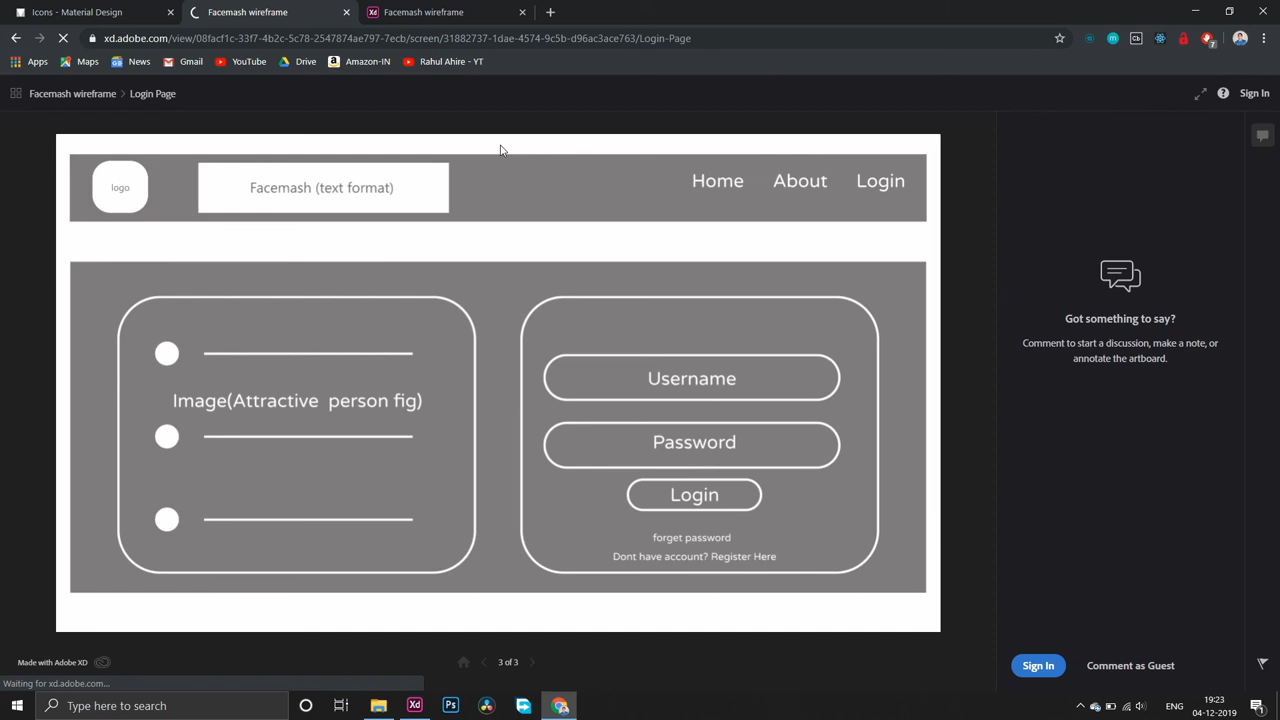 Icons - Material Design
Facemash wireframe
Facemash wireframe
xd.adobe.com/view/08facf1c-33f7-4b2c-5c78-2547874ae797-7ecb/screen/31882737-1dae-4574-9c5b-d96ac3ace763/Login-Page
Apps
Maps
News
Gmail
YouTube
Drive
Amazon-IN
Rahul Ahire - YT
Facemash wireframe > Login Page
Sign In
logo
Facemash (text format)
Home
About
Login
Image(Attractive person fig)
Username
Password
Login
forget password
Dont have account? Register Here
Got something to say?
Comment to start a discussion, make a note, or
annotate the artboard.
Made with Adobe XD
3 of 3
Sign In
Comment as Guest
Waiting for xd.adobe.com...
Type here to search
Xd
Ps
ENG
19:23
04-12-2019